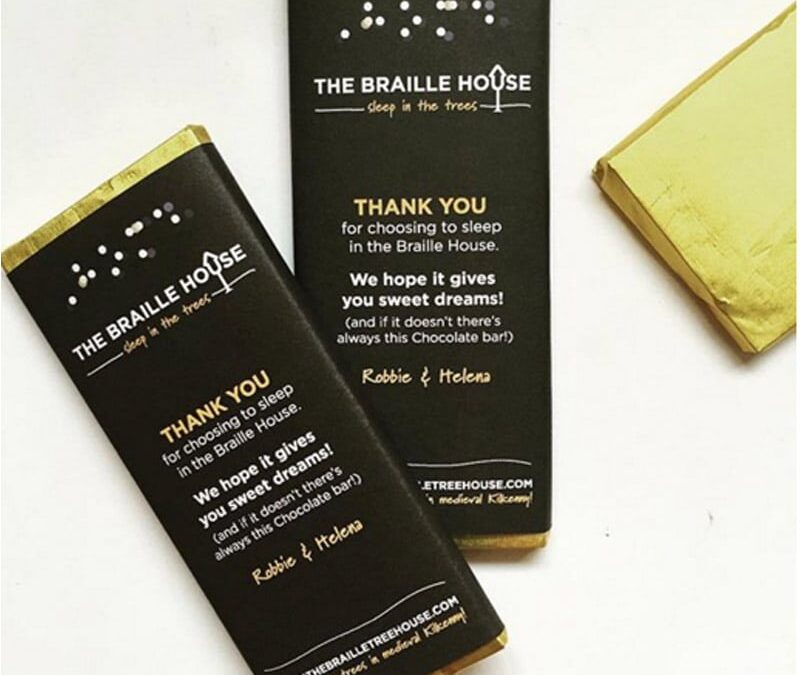 THE BRAILLE HOUSE
sleep in the trees
THANK YOU
for choosing to sleep
in the Braille House.
We hope it gives
you sweet dreams!
(and if it doesn't there's
always this Chocolate bar!)
Robbie & Helena
LETREEHOUSE.COM
in medieval Kilkenny!
THE BRAILLE HOUSE
sleep in the trees
THANK YOU
for choosing to sleep
in the Braille House.
We hope it gives
you sweet dreams!
(and if it doesn't there's
always this Chocolate bar!)
Robbie & Helena
THEBRAILLETREEHOUSE.COM
trees in medieval Kilkenny!